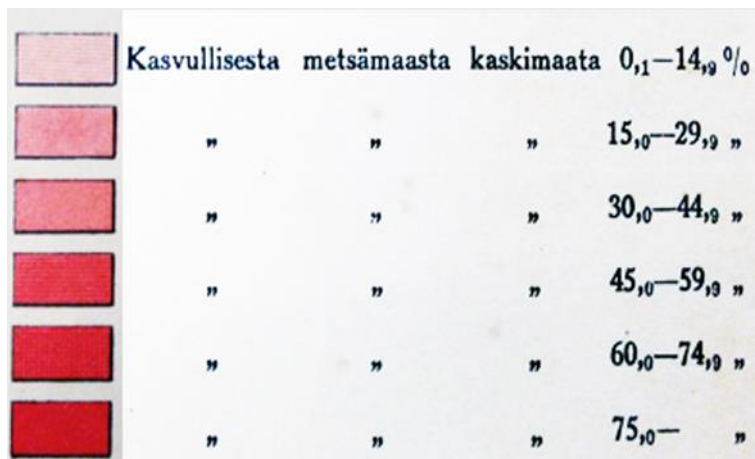 Kasvullisesta metsämaasta kaskimaata 0,1—14,9 %
„ „ „ 15,0—29,9 „
„ „ „ 30,0—44,9 „
„ „ „ 45,0—59,9 „
„ „ „ 60,0—74,9 „
„ „ „ 75,0— „